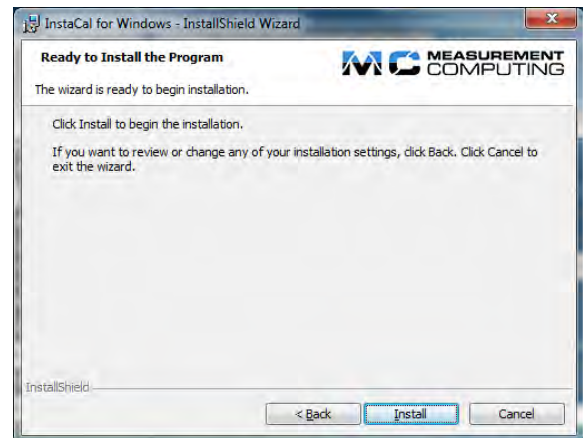 InstaCal for Windows - InstallShield Wizard
Ready to Install the Program
The wizard is ready to begin installation.
MC MEASUREMENT
COMPUTING
Click Install to begin the installation.
If you want to review or change any of your installation settings, click Back. Click Cancel to
exit the wizard.
InstallShield
< Back Install Cancel